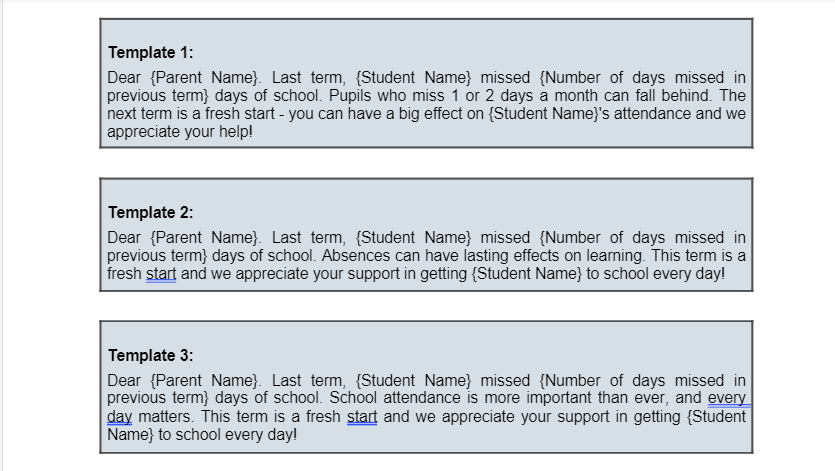 Template 1:
Dear {Parent Name}. Last term, {Student Name} missed {Number of days missed in
previous term} days of school. Pupils who miss 1 or 2 days a month can fall behind. The
next term is a fresh start - you can have a big effect on {Student Name}'s attendance and we
appreciate your help!
Template 2:
Dear {Parent Name}. Last term, {Student Name} missed {Number of days missed in
previous term} days of school. Absences can have lasting effects on learning. This term is a
fresh start and we appreciate your support in getting {Student Name} to school every day!
Template 3:
Dear {Parent Name}. Last term, {Student Name} missed {Number of days missed in
previous term} days of school. School attendance is more important than ever, and every
day matters. This term is a fresh start and we appreciate your support in getting {Student
Name} to school every day!